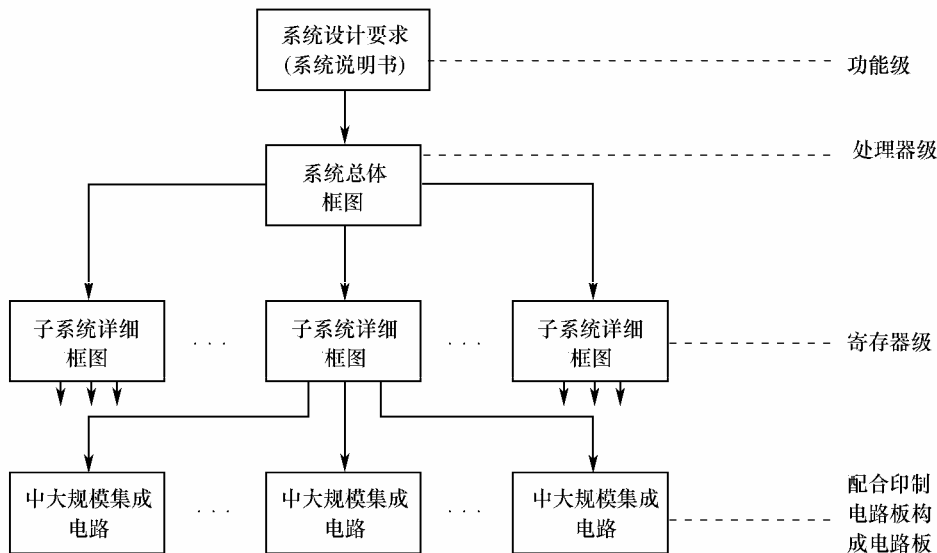 系统设计要求
(系统说明书)
功能级
处理器级
系统总体
框图
子系统详细
框图
· · ·
子系统详细
框图
· · ·
子系统详细
框图
寄存器级
中大规模集成
电路
· · ·
中大规模集成
电路
· · ·
中大规模集成
电路
配合印制
电路板构
成电路板